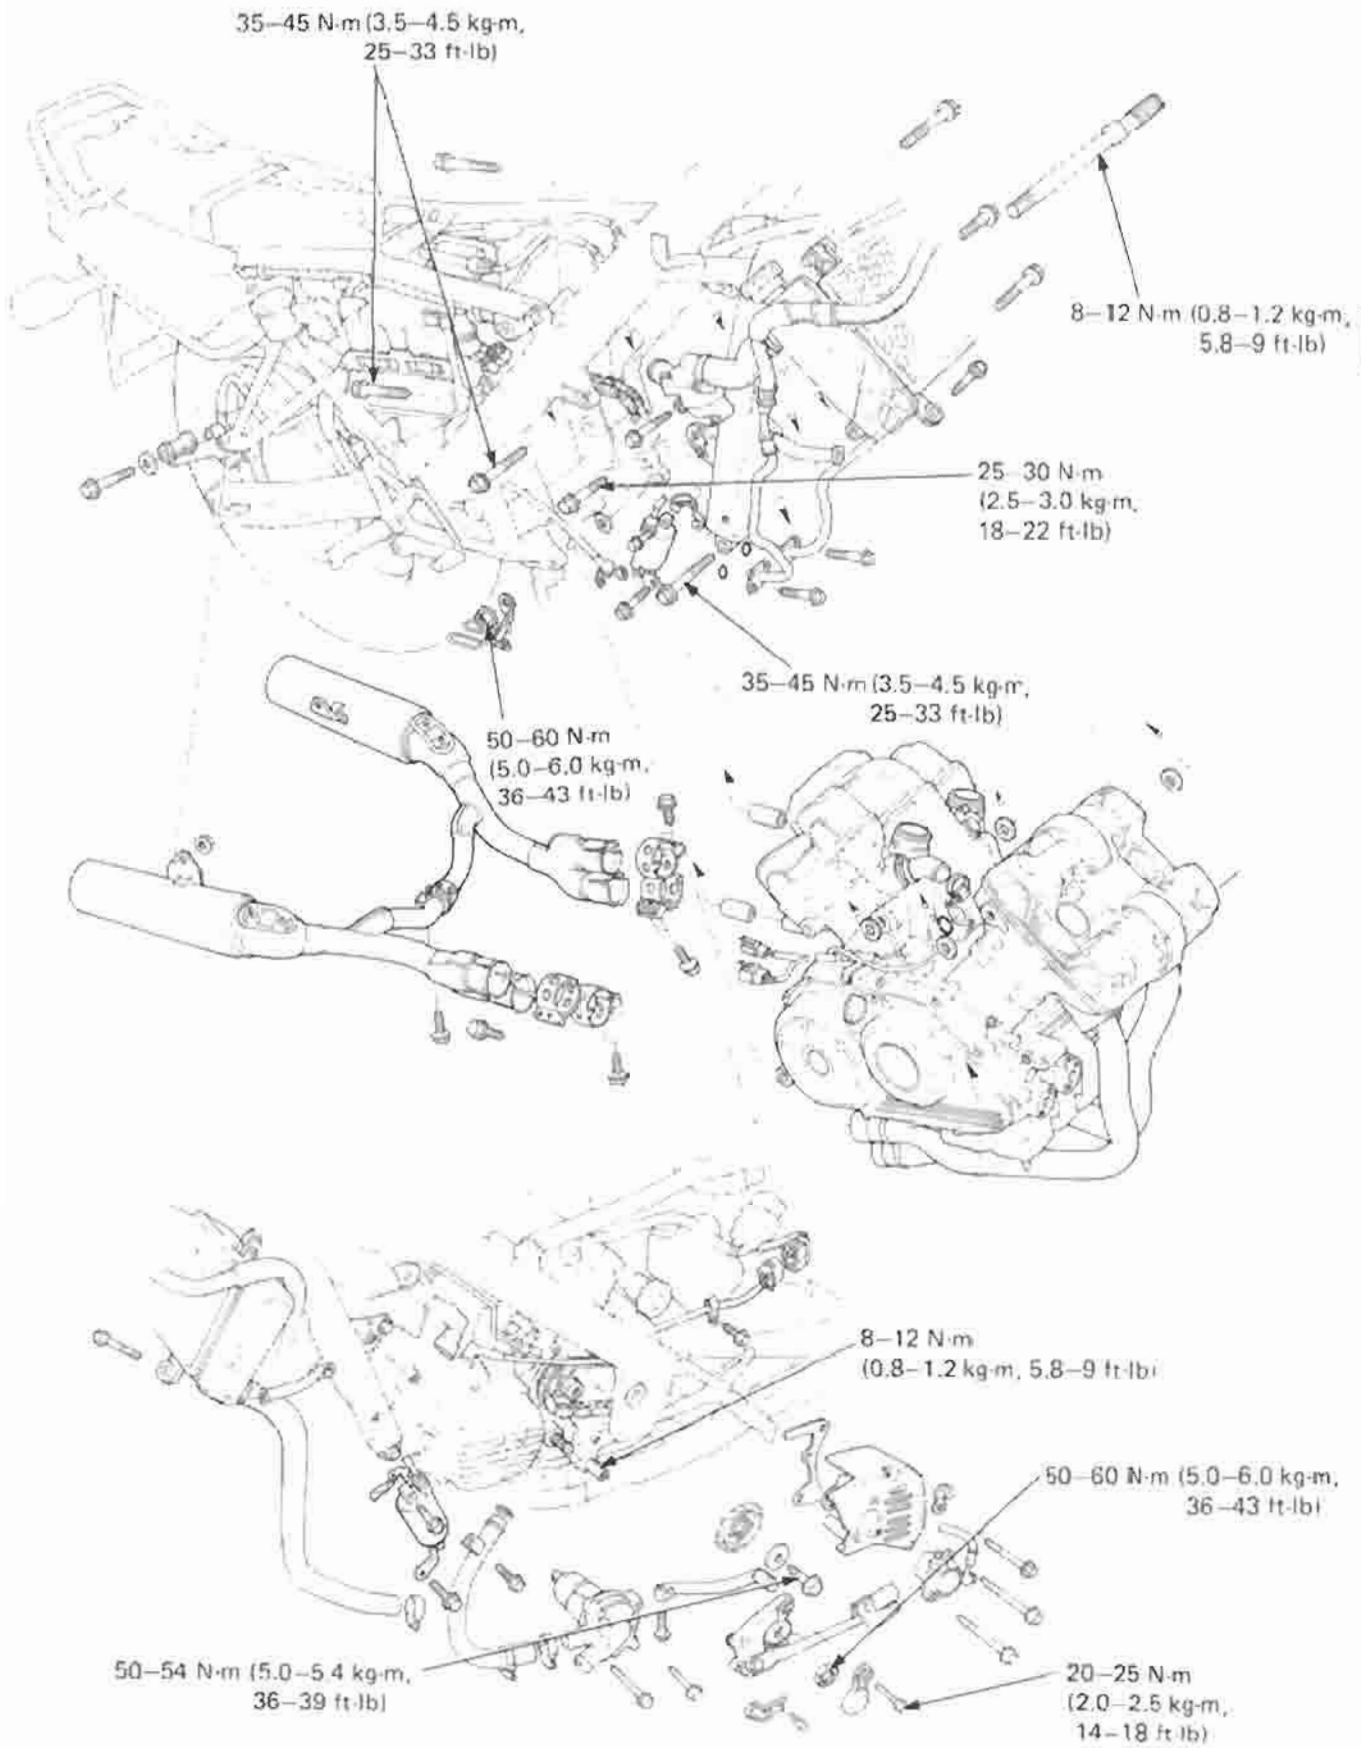 35–45 N·m (3.5–4.5 kg-m,
25–33 ft-lb)
8–12 N·m (0.8–1.2 kg-m,
5.8–9 ft-lb)
25–30 N·m
(2.5–3.0 kg-m,
18–22 ft-lb)
35–45 N·m (3.5–4.5 kg-m,
25–33 ft-lb)
50–60 N·m
(5.0–6.0 kg-m,
36–43 ft-lb)
8–12 N·m
(0.8–1.2 kg-m, 5.8–9 ft-lb)
50–60 N·m (5.0–6.0 kg-m,
36–43 ft-lb)
50–54 N·m (5.0–5.4 kg-m,
36–39 ft-lb)
20–25 N·m
(2.0–2.5 kg-m,
14–18 ft-lb)